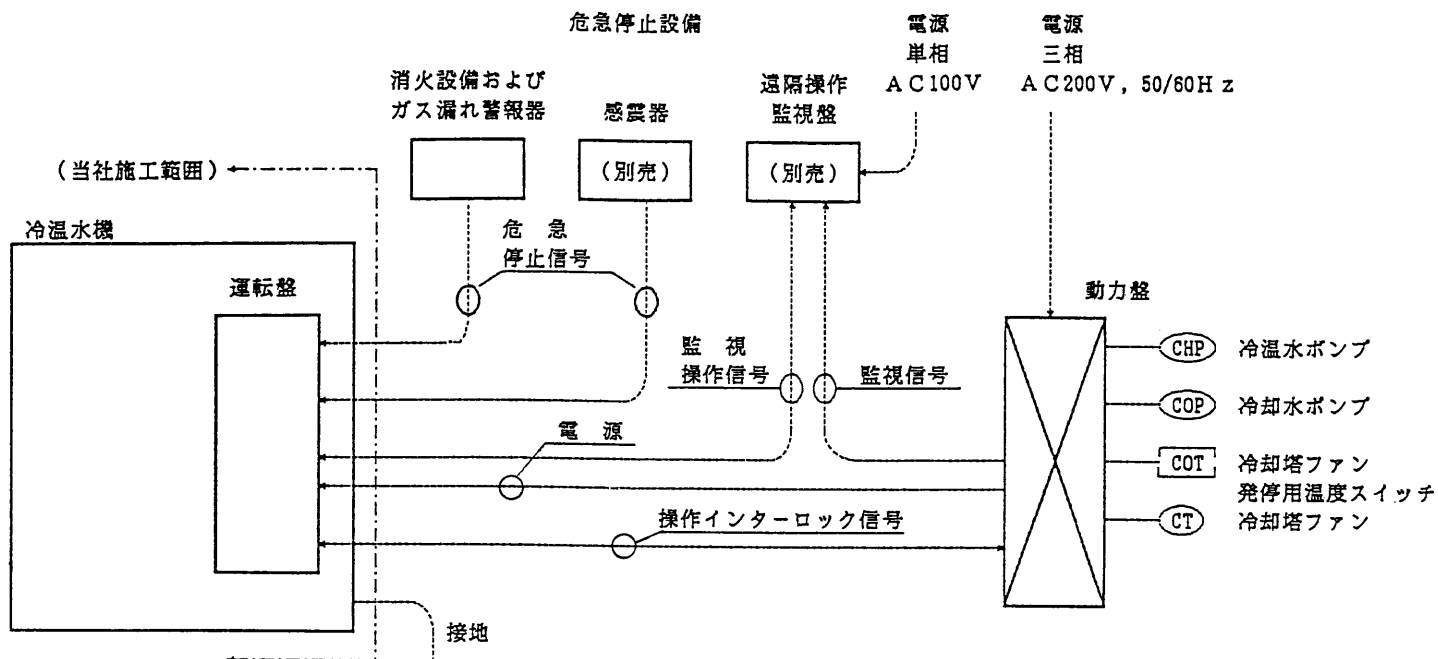 危急停止設備
電源
単相
AC100V
電源
三相
AC200V, 50/60Hz
消火設備および
ガス漏れ警報器
感震器
(別売)
遠隔操作
監視盤
(別売)
(当社施工範囲)
冷温水機
運転盤
危 急
停止信号
監 視
操作信号
監視信号
動力盤
CHP 冷温水ポンプ
COP 冷却水ポンプ
COT 冷却塔ファン
発停用温度スイッチ
CT 冷却塔ファン
電 源
操作インターロック信号
接地